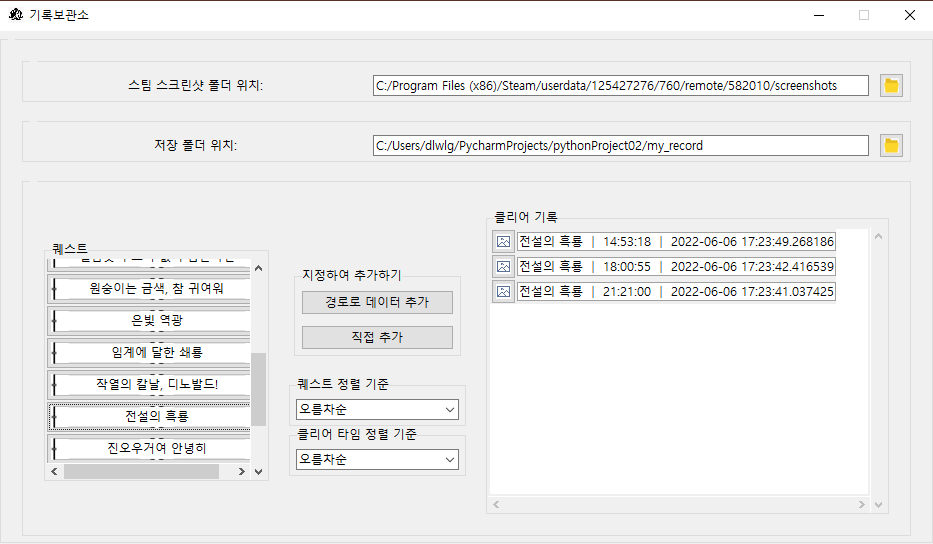 기록보관소
스팀 스크린샷 폴더 위치:
C:/Program Files (x86)/Steam/userdata/125427276/760/remote/582010/screenshots
저장 폴더 위치:
C:/Users/dlwlg/PycharmProjects/pythonProject02/my_record
퀘스트
원숭이는 금색, 참 귀여워
은빛 역광
임계에 달한 쇄룡
작열의 칼날, 디노발드!
전설의 흑룡
진오우거여 안녕히
지정하여 추가하기
경로로 데이터 추가
직접 추가
퀘스트 정렬 기준
오름차순
클리어 타임 정렬 기준
오름차순
클리어 기록
전설의 흑룡 | 14:53:18 | 2022-06-06 17:23:49.268186
전설의 흑룡 | 18:00:55 | 2022-06-06 17:23:42.416539
전설의 흑룡 | 21:21:00 | 2022-06-06 17:23:41.037425